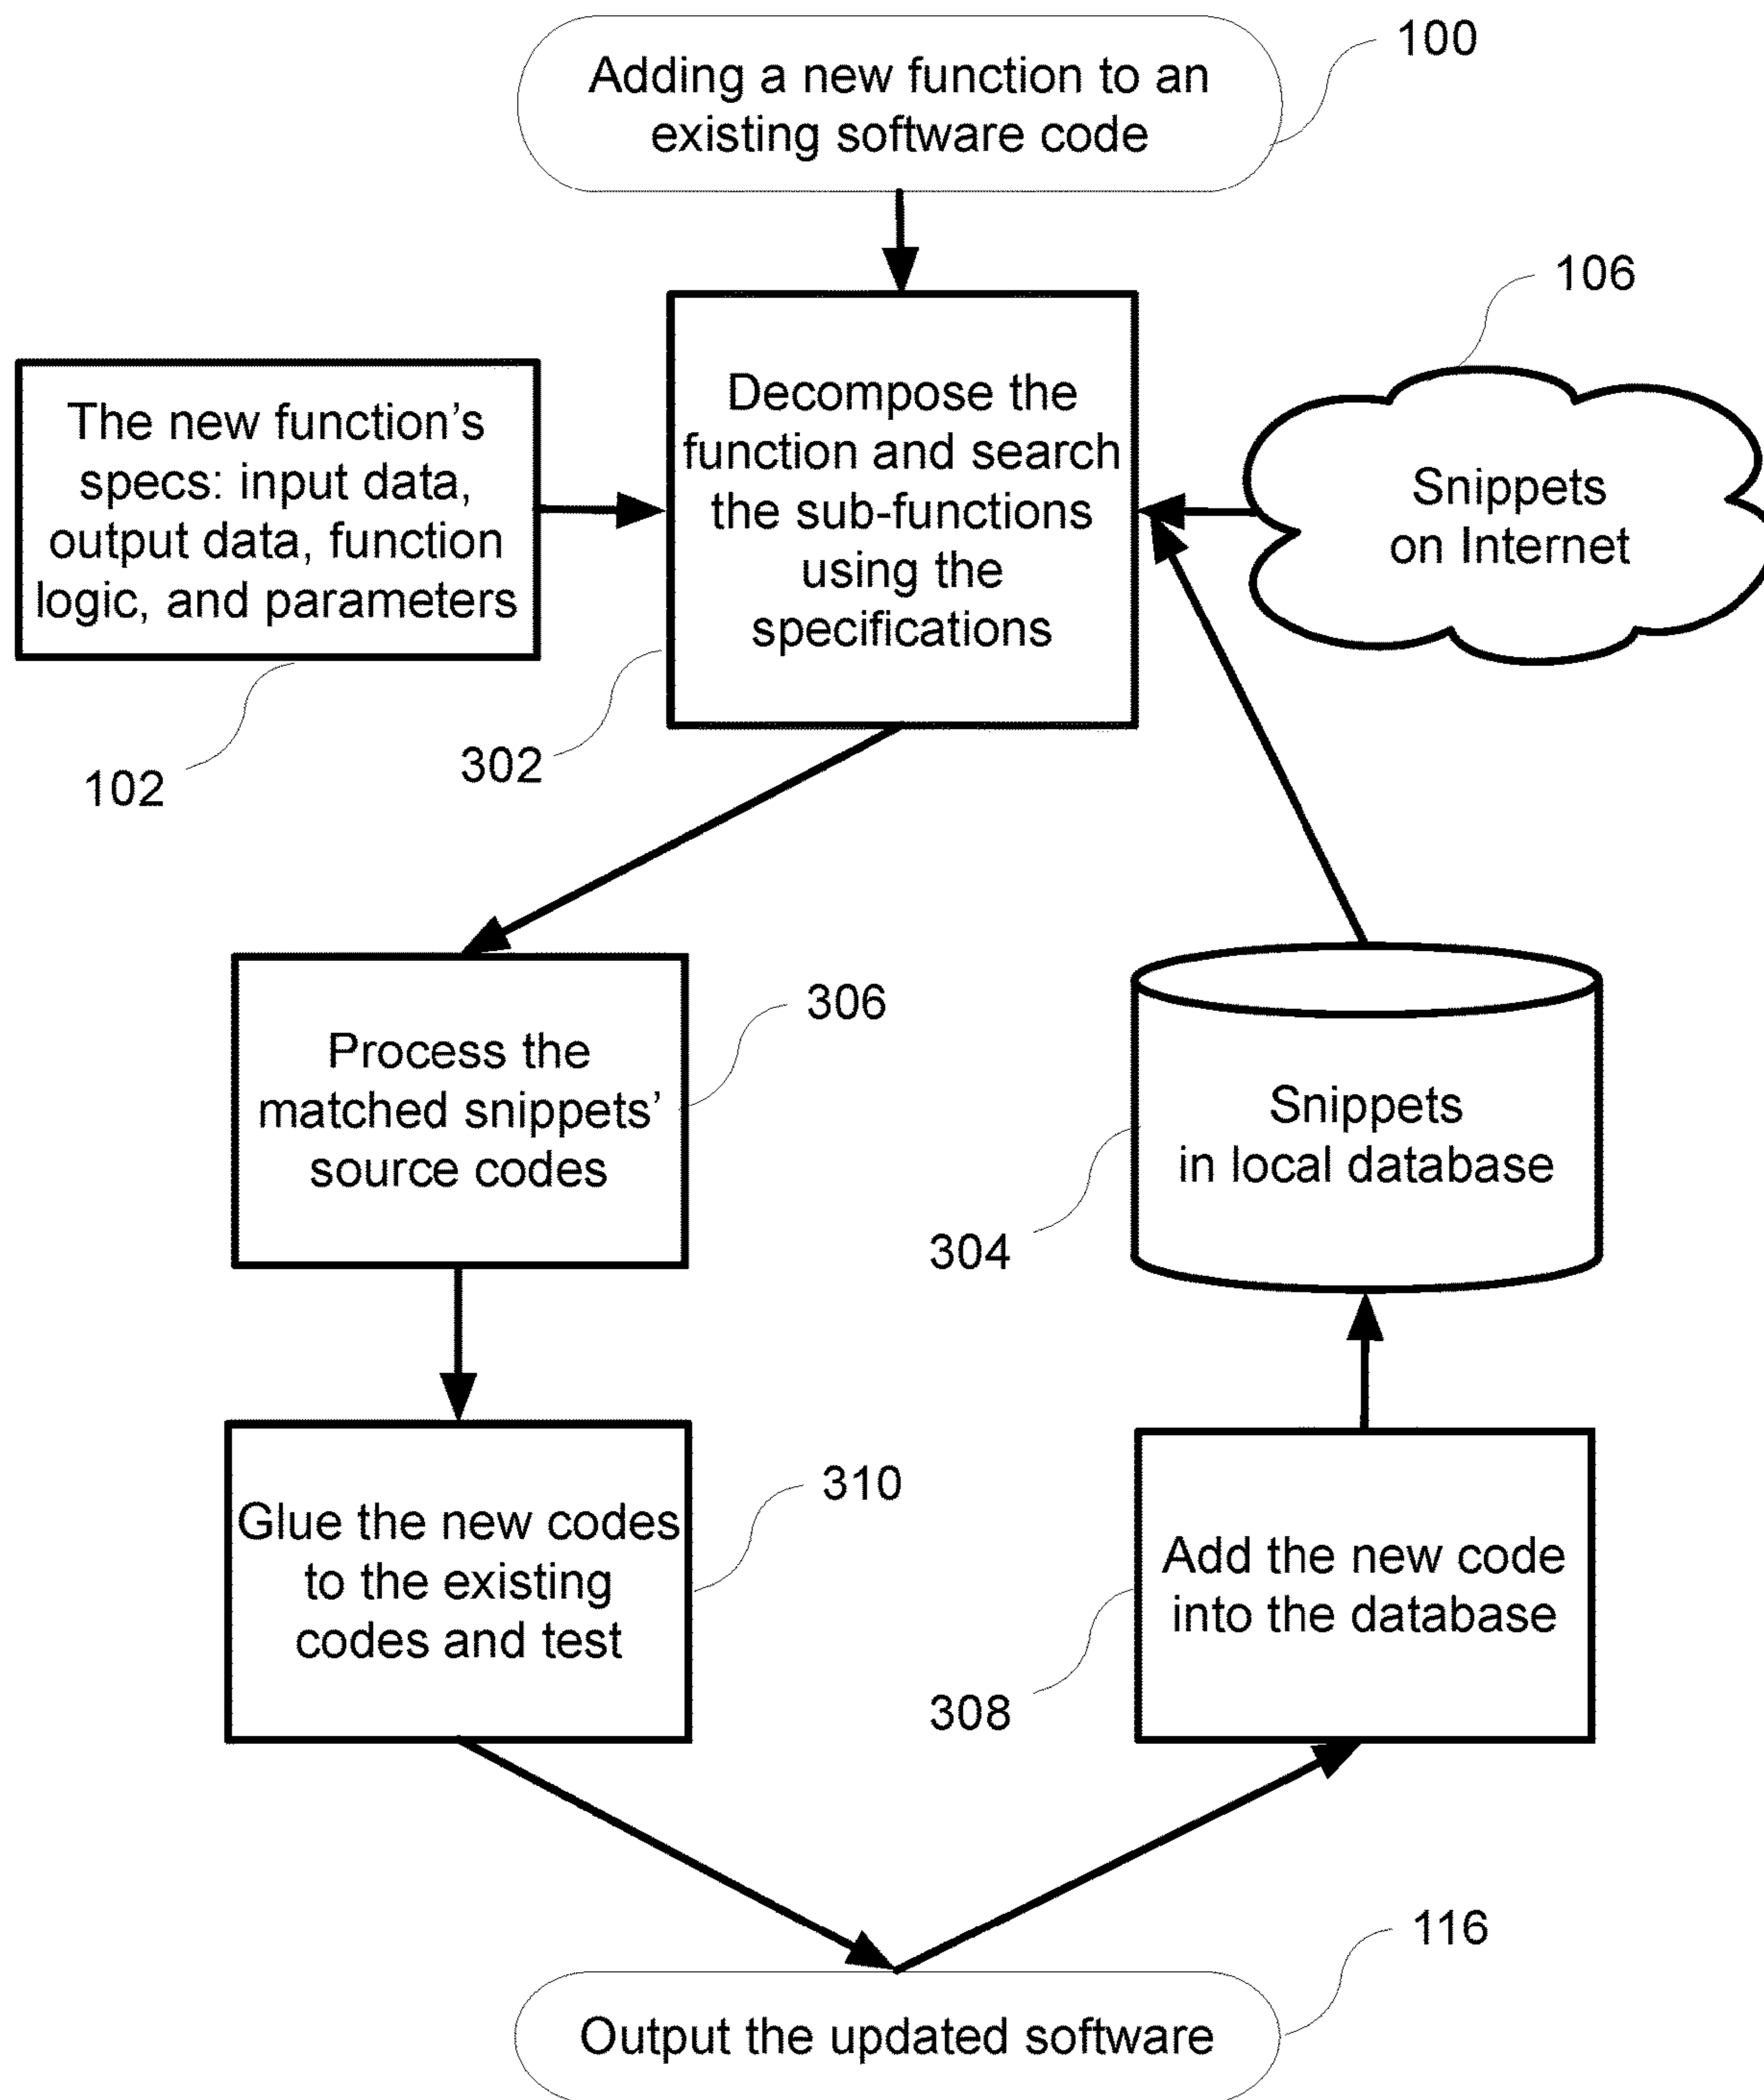 Adding a new function to an
existing software code
100
106
The new function’s
specs: input data,
output data, function
logic, and parameters
102
Decompose the
function and search
the sub-functions
using the
specifications
302
Snippets
on Internet
Process the
matched snippets’
source codes
306
Snippets
in local database
304
Glue the new codes
to the existing
codes and test
310
Add the new code
into the database
308
116
Output the updated software